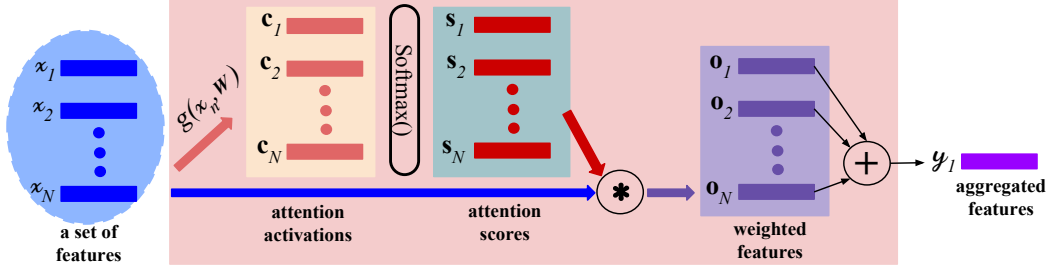 x1
x2
xN
a set of
features
g(xn, W)
c1
c2
cN
attention
activations
Softmax()
s1
s2
sN
attention
scores
*
o1
o2
oN
weighted
features
+
y1
aggregated
features